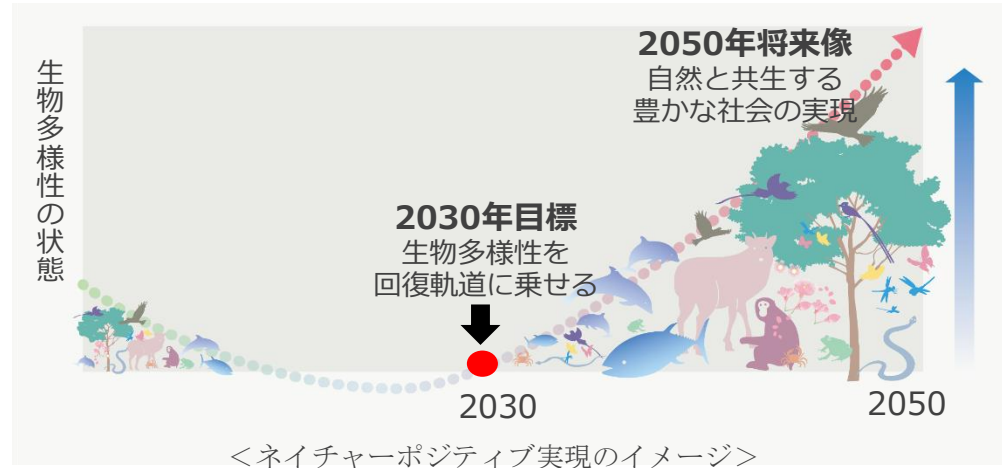 2050年将来像
自然と共生する
豊かな社会の実現
生物多様性の状態
2030年目標
生物多様性を
回復軌道に乗せる
2030
2050
＜ネイチャーポジティブ実現のイメージ＞